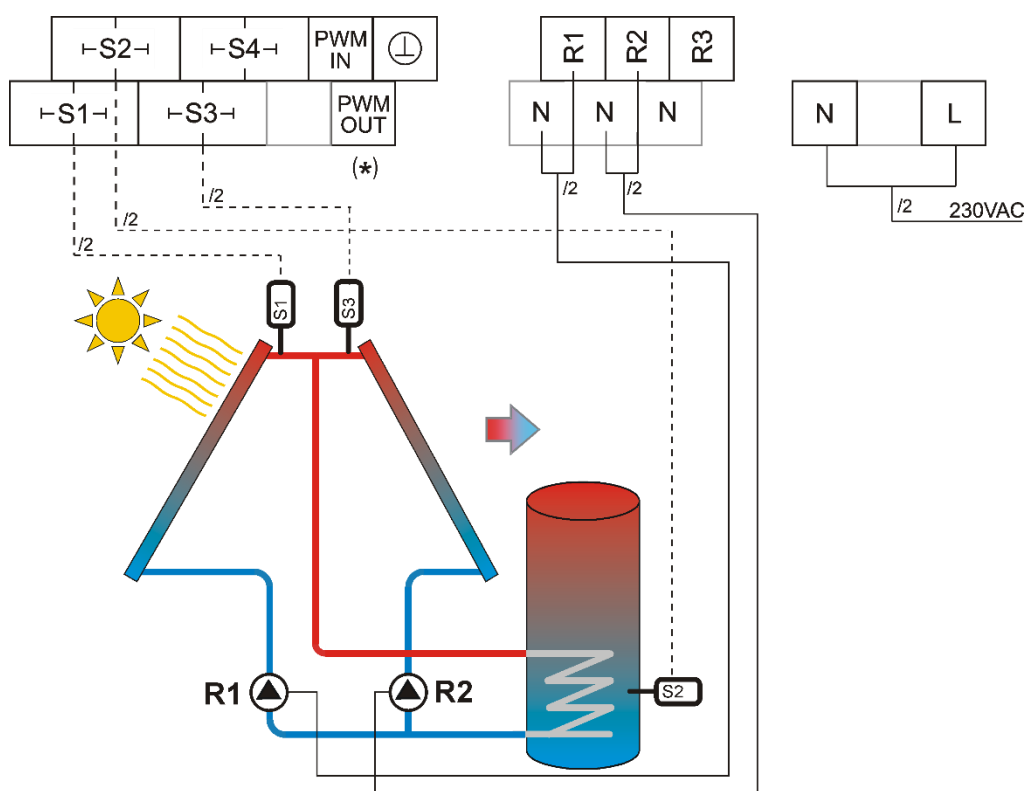 S2
S4
PWM
IN
R1
R2
R3
S1
S3
PWM
OUT
(*)
N
N
N
N
L
/2
/2
/2
/2
/2
/2
230VAC
S1
S3
R1
R2
S2